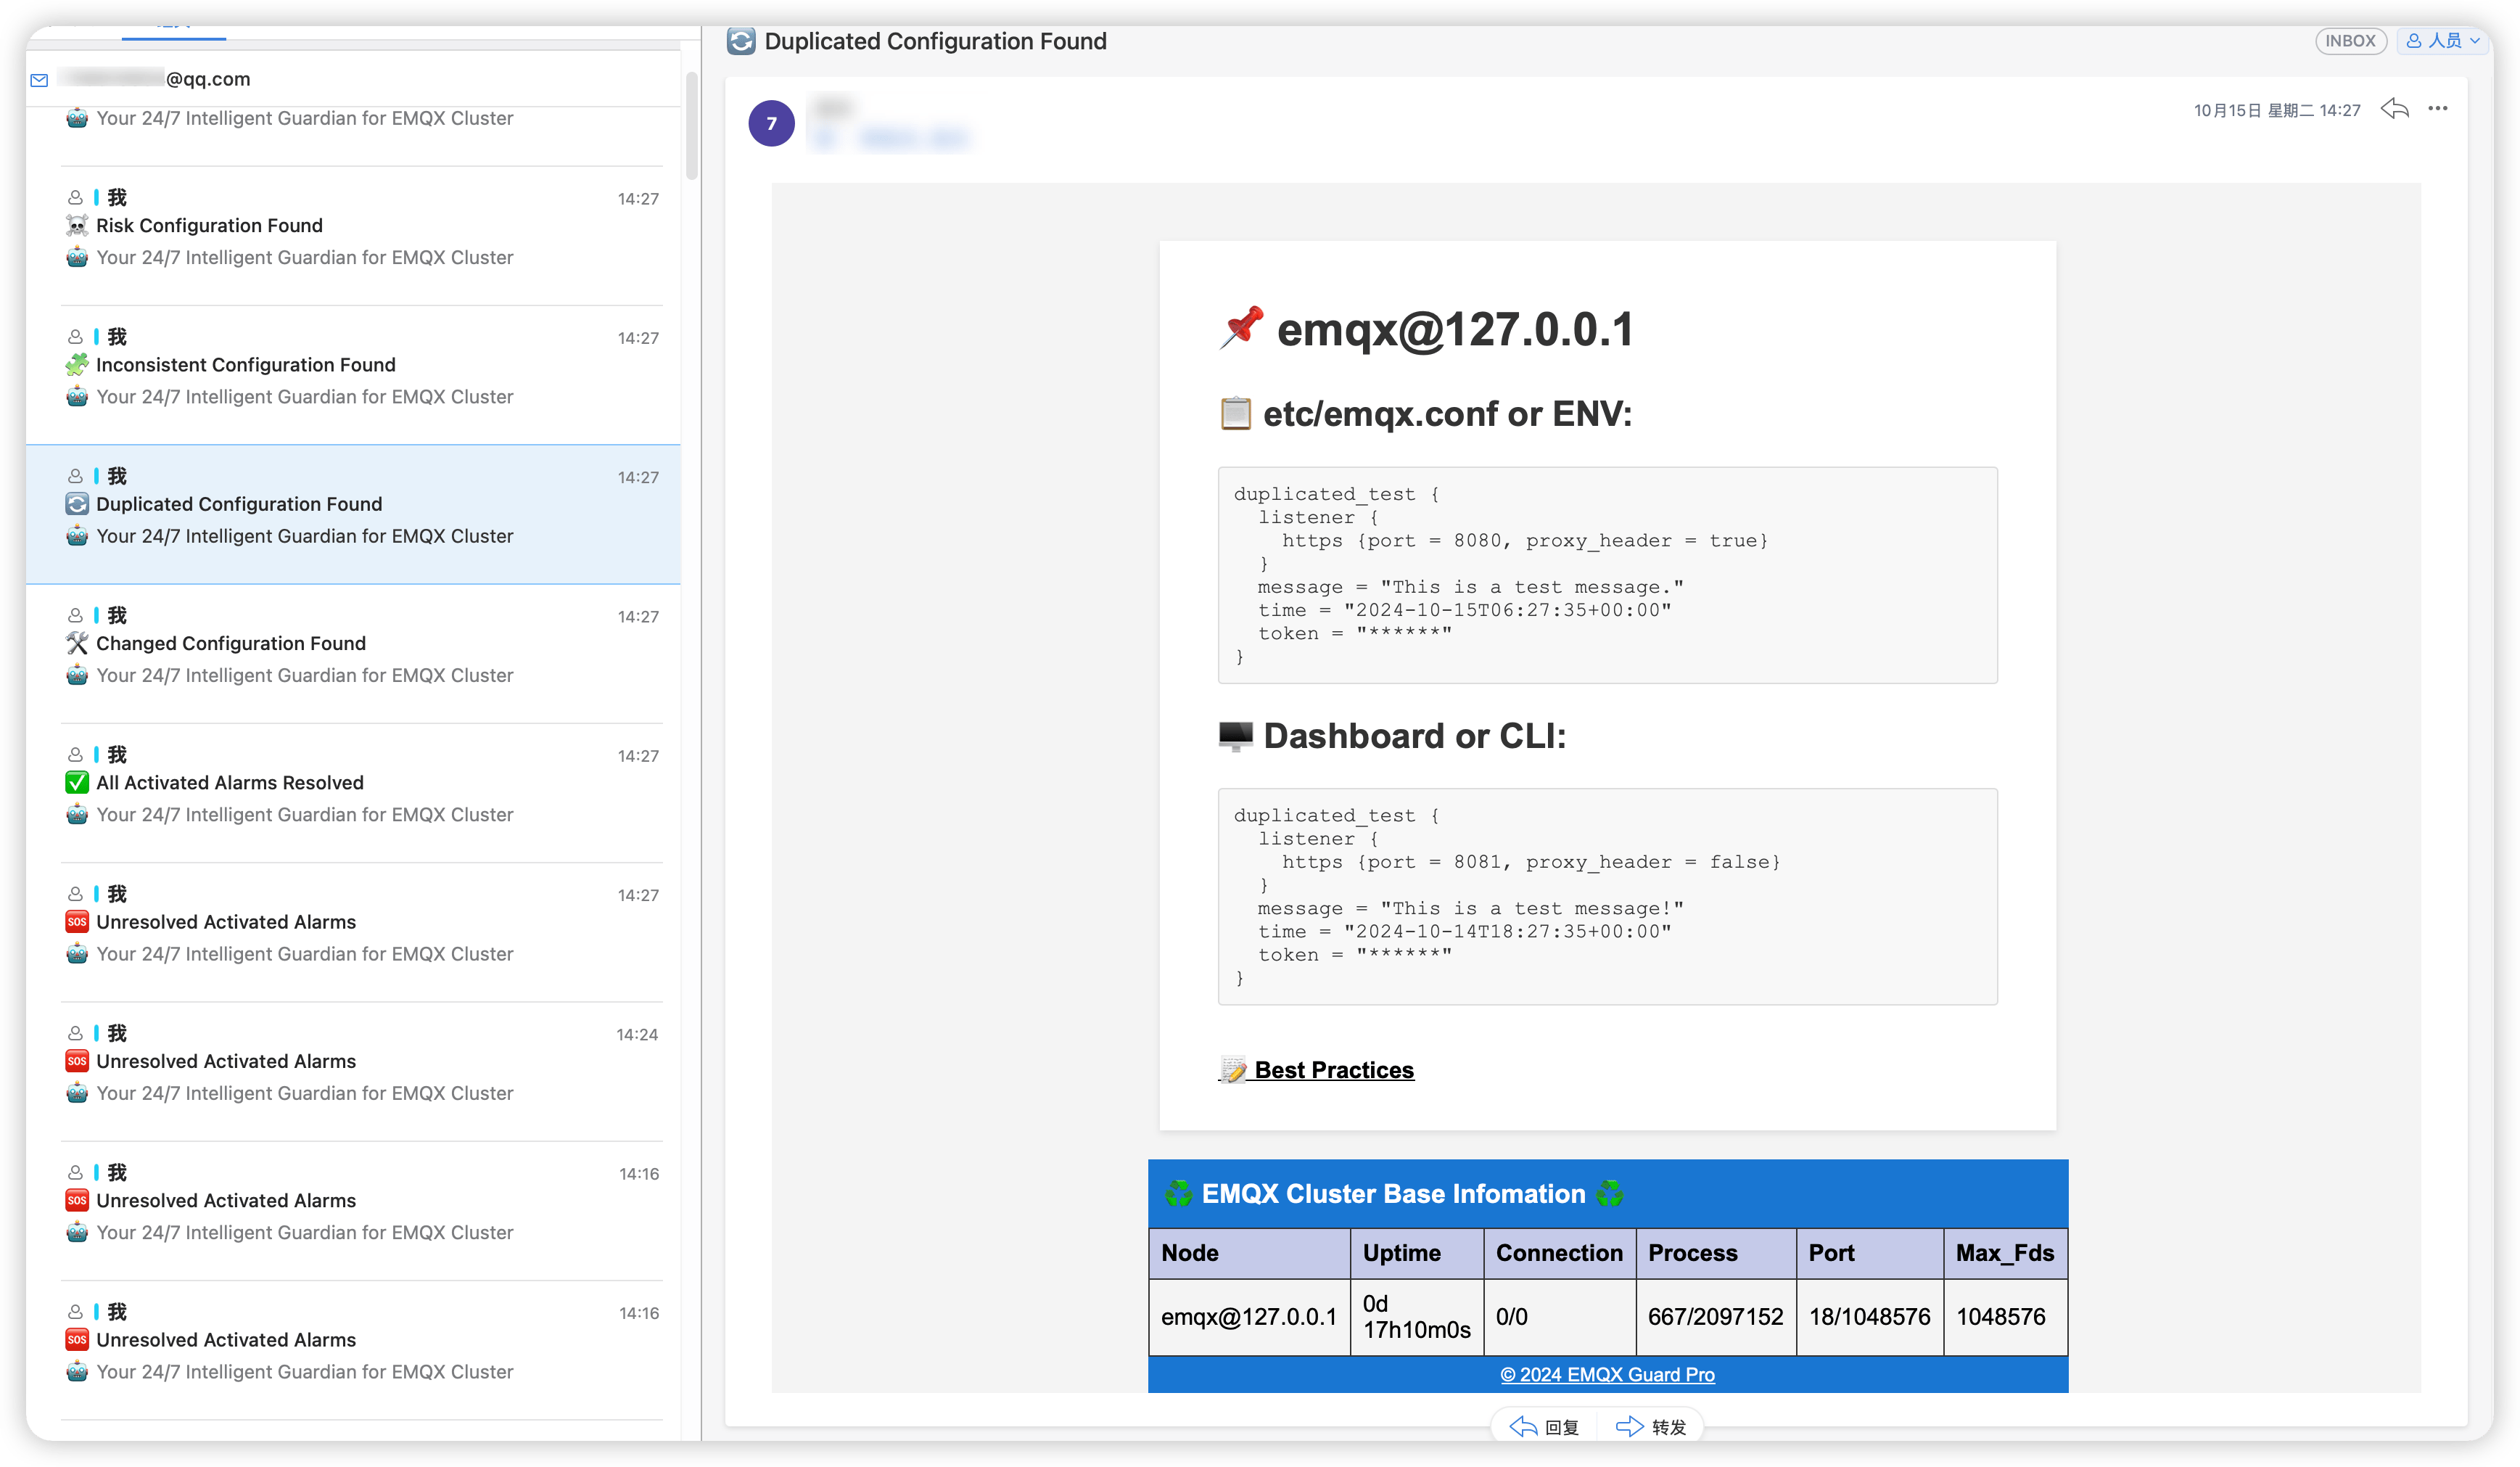 @qq.com
Your 24/7 Intelligent Guardian for EMQX Cluster
我 14:27
Risk Configuration Found
Your 24/7 Intelligent Guardian for EMQX Cluster
我 14:27
Inconsistent Configuration Found
Your 24/7 Intelligent Guardian for EMQX Cluster
我 14:27
Duplicated Configuration Found
Your 24/7 Intelligent Guardian for EMQX Cluster
我 14:27
Changed Configuration Found
Your 24/7 Intelligent Guardian for EMQX Cluster
我 14:27
All Activated Alarms Resolved
Your 24/7 Intelligent Guardian for EMQX Cluster
我 14:27
SOS Unresolved Activated Alarms
Your 24/7 Intelligent Guardian for EMQX Cluster
我 14:24
SOS Unresolved Activated Alarms
Your 24/7 Intelligent Guardian for EMQX Cluster
我 14:16
SOS Unresolved Activated Alarms
Your 24/7 Intelligent Guardian for EMQX Cluster
我 14:16
SOS Unresolved Activated Alarms
Your 24/7 Intelligent Guardian for EMQX Cluster
Duplicated Configuration Found
INBOX 人员
7
10月15日 星期二 14:27
emqx@127.0.0.1
etc/emqx.conf or ENV:
duplicated_test {
listener {
https {port = 8080, proxy_header = true}
}
message = "This is a test message."
time = "2024-10-15T06:27:35+00:00"
token = "******"
}
Dashboard or CLI:
duplicated_test {
listener {
https {port = 8081, proxy_header = false}
}
message = "This is a test message!"
time = "2024-10-14T18:27:35+00:00"
token = "******"
}
Best Practices
EMQX Cluster Base Infomation
Node Uptime Connection Process Port Max_Fds
emqx@127.0.0.1 0d 17h10m0s 0/0 667/2097152 18/1048576 1048576
© 2024 EMQX Guard Pro
回复 转发